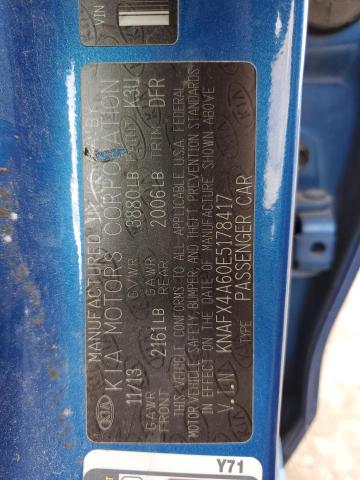 VIN
MANUFACTURED BY
KIA MOTORS CORPORATION
11/13 GVWR 3880LB PAINT K3U
GAWR FRONT 2161LB GAWR REAR 2006LB TRIM DFR
THIS VEHICLE CONFORMS TO ALL APPLICABLE U.S.A FEDERAL
MOTOR VEHICLE SAFETY, BUMPER, AND THEFT PREVENTION STANDARDS
IN EFFECT ON THE DATE OF MANUFACTURE SHOWN ABOVE
V.I.N KNAFX4A60E5178417
TYPE PASSENGER CAR
KIA
Y71